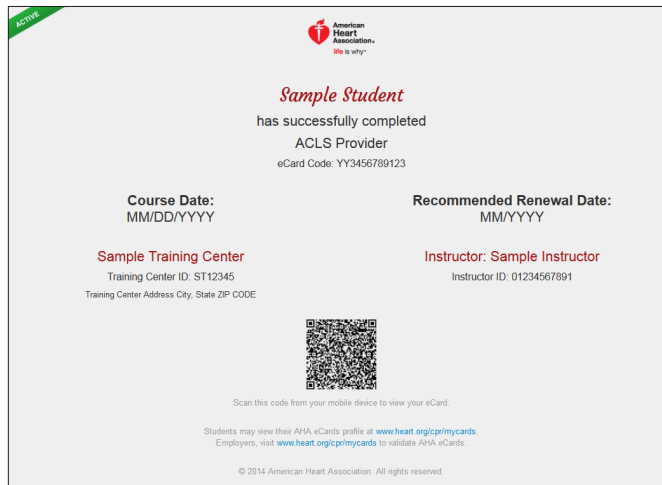 ACTIVE
American
Heart
Association®
life is why™
Sample Student
has successfully completed
ACLS Provider
eCard Code: YY3456789123
Course Date:
MM/DD/YYYY
Recommended Renewal Date:
MM/YYYY
Sample Training Center
Training Center ID: ST12345
Training Center Address City, State ZIP CODE
Instructor: Sample Instructor
Instructor ID: 01234567891
Scan this code from your mobile device to view your eCard.
Students may view their AHA eCards profile at www.heart.org/cpr/mycards.
Employers, visit www.heart.org/cpr/mycards to validate AHA eCards.
© 2014 American Heart Association. All rights reserved.